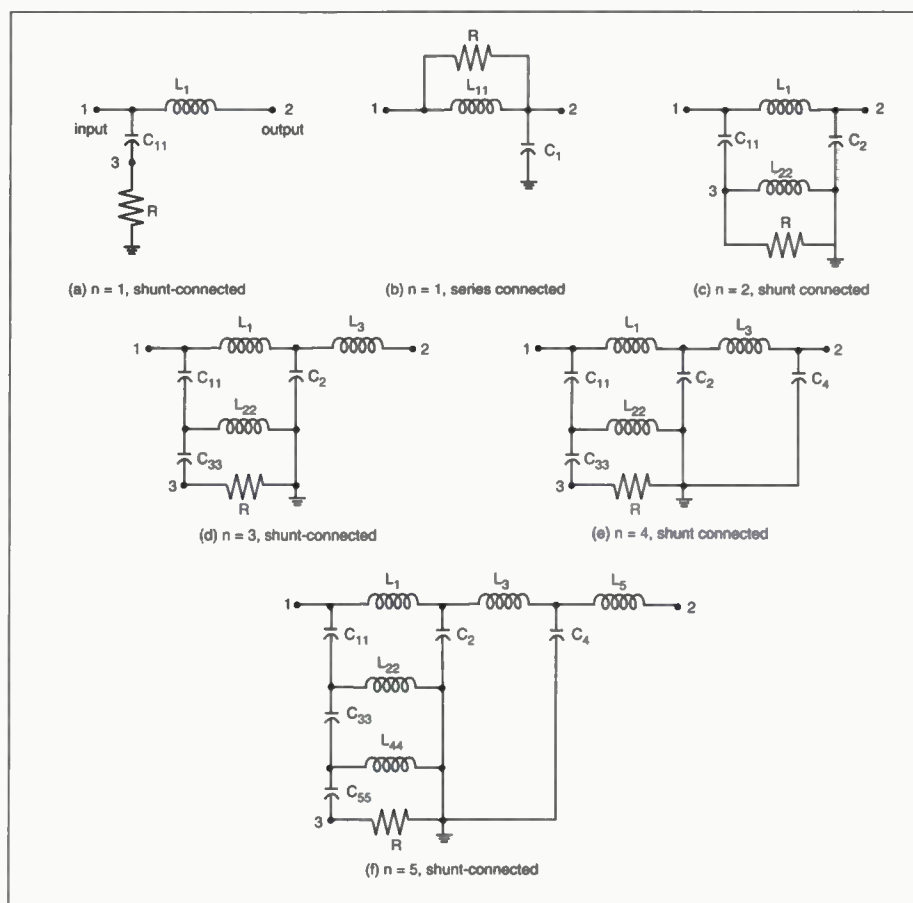 R
L1
L11
L1
1
2
1
2
1
2
input
output
C11
C11
C2
C1
3
3
L22
R
R
(a) n = 1, shunt-connected
(b) n = 1, series connected
(c) n = 2, shunt connected
L1
L3
L1
L3
1
2
1
2
C11
C2
C11
C2
C4
L22
L22
C33
C33
3
3
R
R
(d) n = 3, shunt-connected
(e) n = 4, shunt connected
L1
L3
L5
1
2
C11
C2
C4
L22
C33
L44
C55
3
R
(f) n = 5, shunt-connected